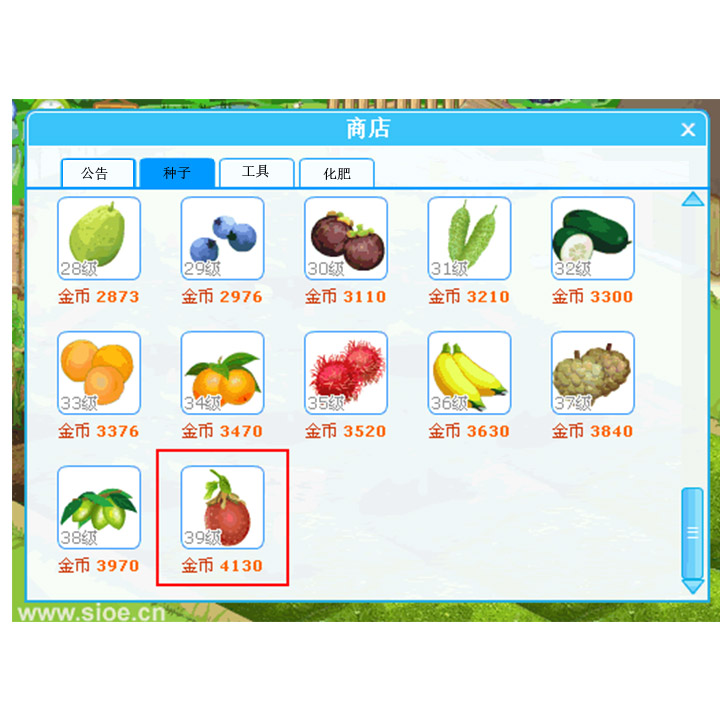 商店
公告 种子 工具 化肥
28级 29级 30级 31级 32级
金币 2873 金币 2976 金币 3110 金币 3210 金币 3300
33级 34级 35级 36级 37级
金币 3376 金币 3470 金币 3520 金币 3630 金币 3840
38级 39级
金币 3970 金币 4130
www.sioe.cn